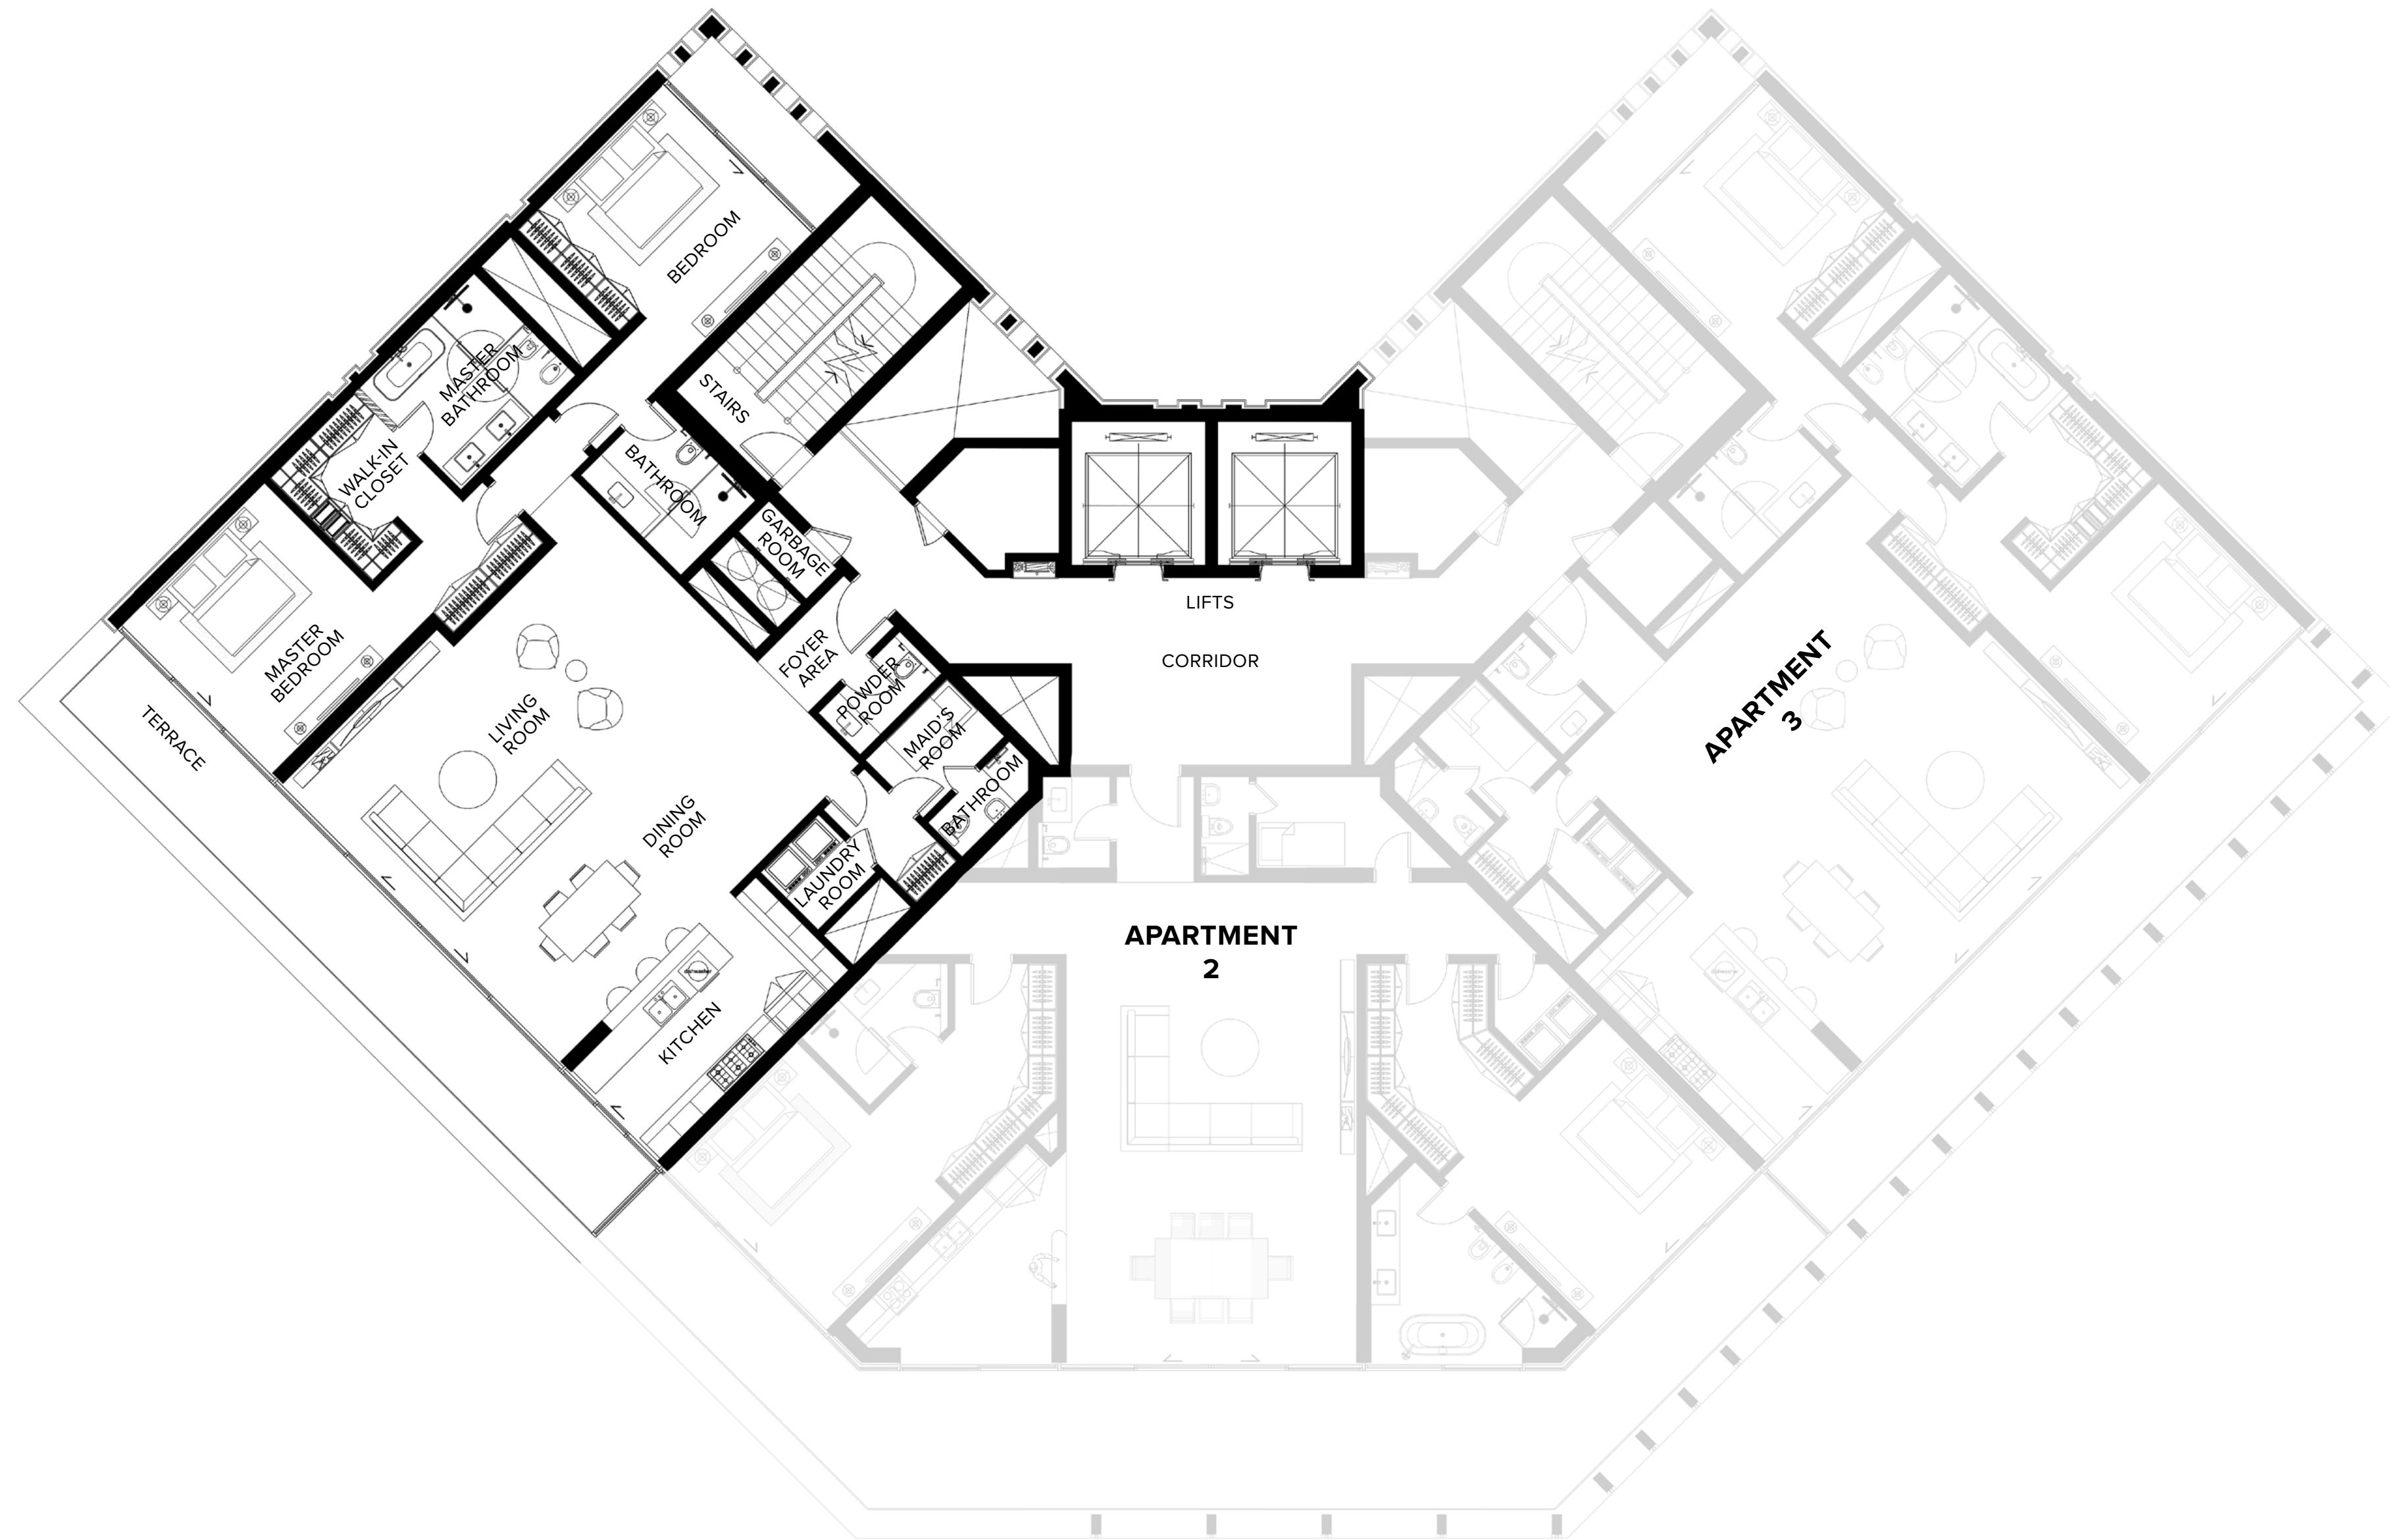 BEDROOM
MASTER
BATHROOM
STAIRS
WALK-IN
CLOSET
BATHROOM
GARBAGE
ROOM
LIFTS
CORRIDOR
FOYER
AREA
POWDER
ROOM
MASTER
BEDROOM
TERRACE
LIVING
ROOM
MAID'S
ROOM
BATHROOM
DINING
ROOM
LAUNDRY
ROOM
dishwasher
KITCHEN
APARTMENT
2
APARTMENT
3